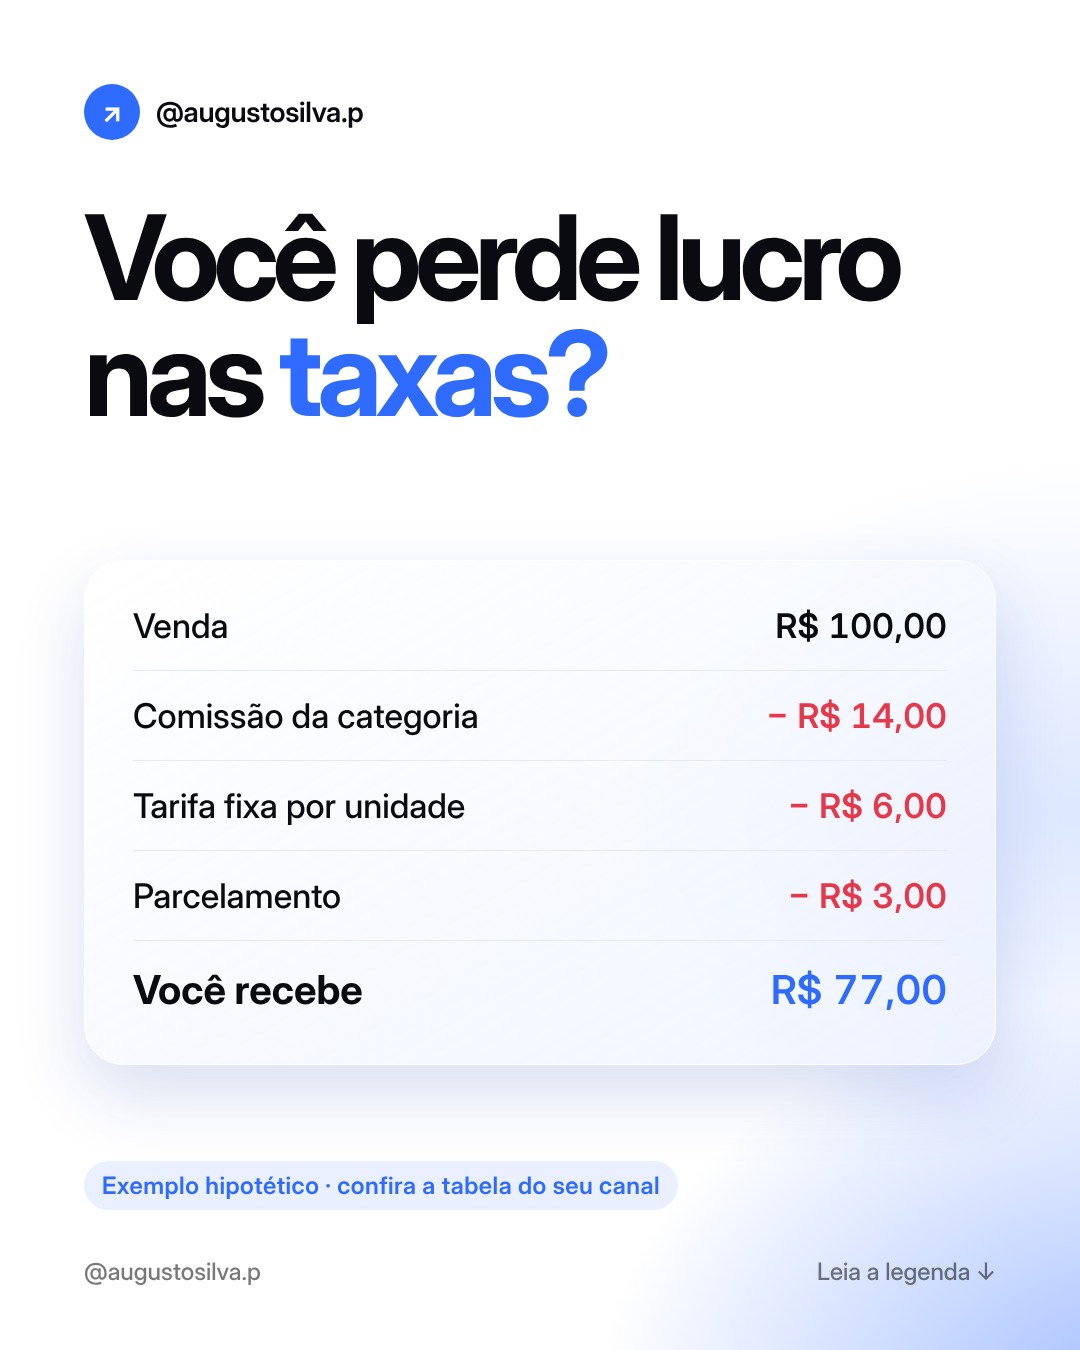 @augustosilva.p
Você perde lucro
nas taxas?
Venda R$ 100,00
Comissão da categoria − R$ 14,00
Tarifa fixa por unidade − R$ 6,00
Parcelamento − R$ 3,00
Você recebe R$ 77,00
Exemplo hipotético · confira a tabela do seu canal
@augustosilva.p Leia a legenda ↓